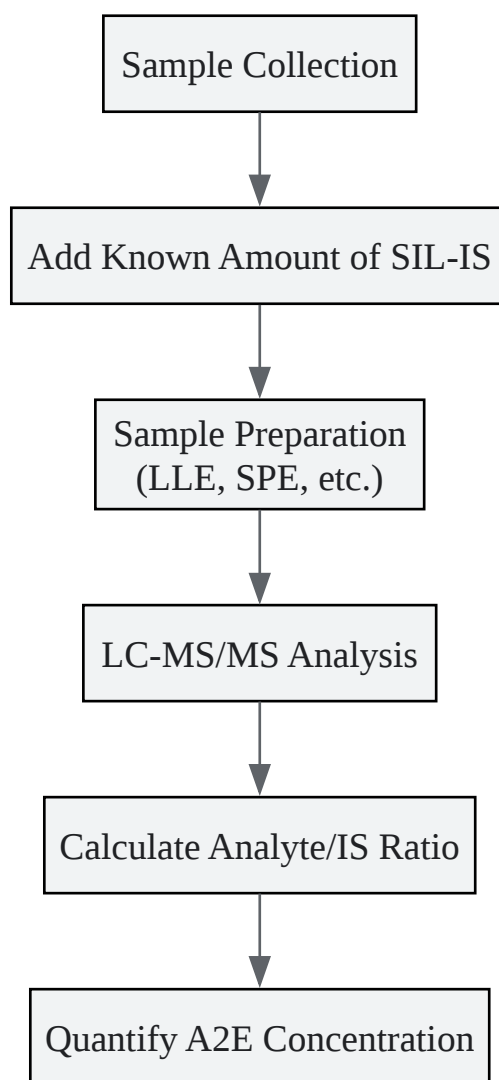 Sample Collection
Add Known Amount of SIL-IS
Sample Preparation
(LLE, SPE, etc.)
LC-MS/MS Analysis
Calculate Analyte/IS Ratio
Quantify A2E Concentration